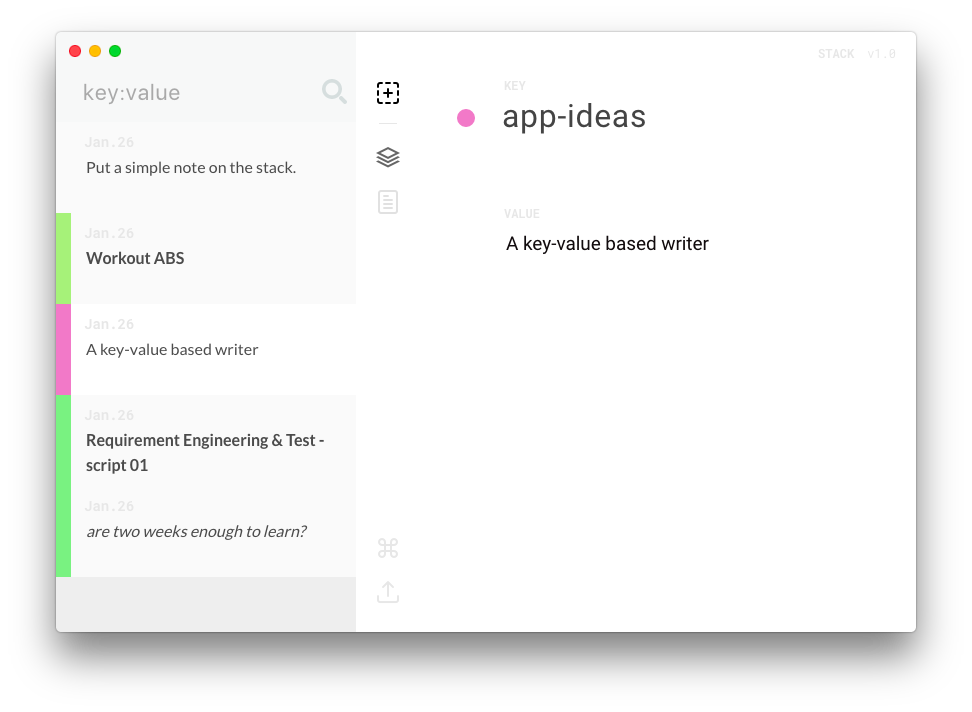 key:value
Jan.26
Put a simple note on the stack.
Jan.26
Workout ABS
Jan.26
A key-value based writer
Jan.26
Requirement Engineering & Test -
script 01
Jan.26
are two weeks enough to learn?
STACK v1.0
KEY
app-ideas
VALUE
A key-value based writer